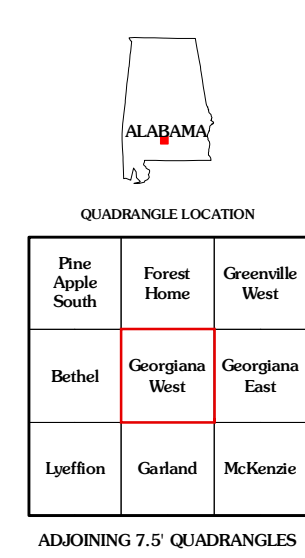 ALABAMA
QUADRANGLE LOCATION
Pine
Apple
South
Forest
Home
Greenville
West
Bethel
Georgiana
West
Georgiana
East
Lyeffion
Garland
McKenzie
ADJOINING 7.5' QUADRANGLES